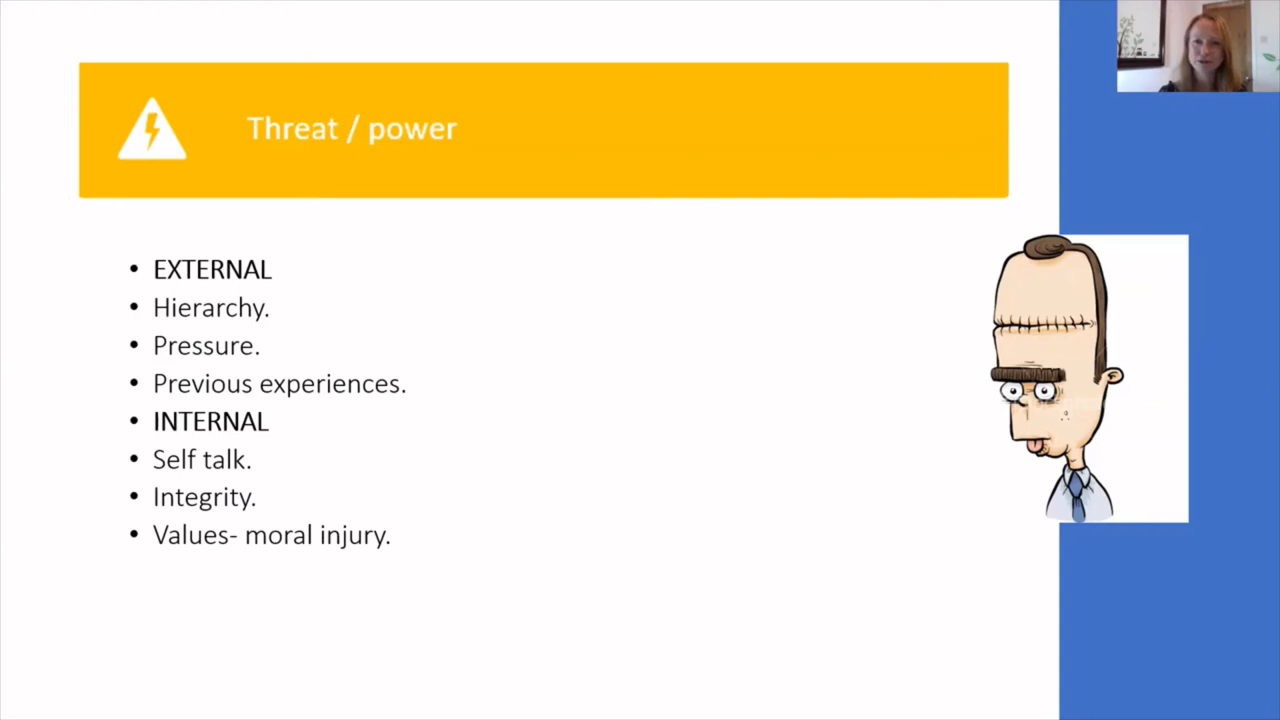 Threat / power
• EXTERNAL
• Hierarchy.
• Pressure.
• Previous experiences.
• INTERNAL
• Self talk.
• Integrity.
• Values- moral injury.